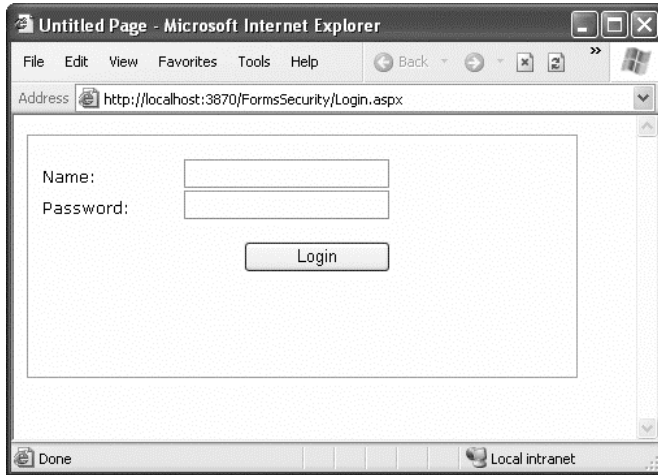 Untitled Page - Microsoft Internet Explorer
File Edit View Favorites Tools Help Back »
Address http://localhost:3870/FormsSecurity/Login.aspx
Name:
Password:
Login
Done Local intranet